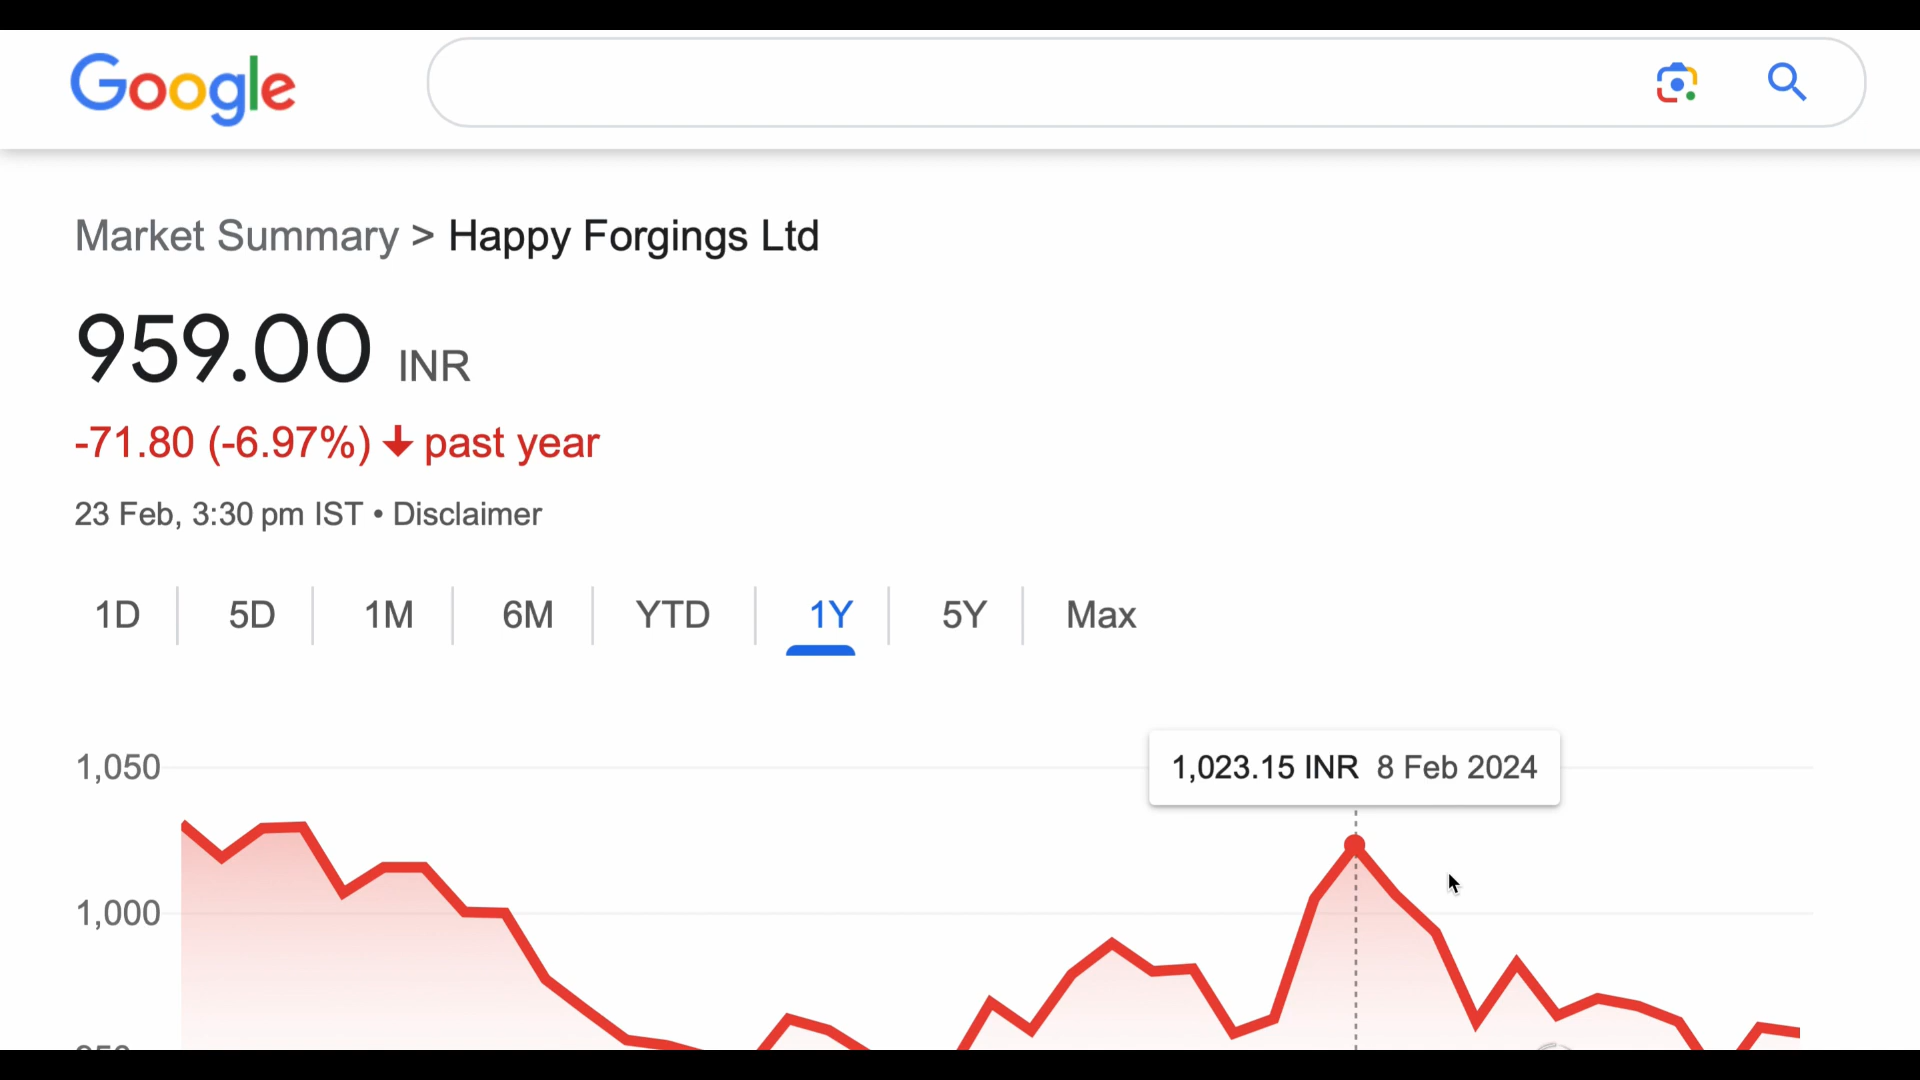 Google
Market Summary > Happy Forgings Ltd
959.00 INR
-71.80 (-6.97%) ↓ past year
23 Feb, 3:30 pm IST • Disclaimer
1D 5D 1M 6M YTD 1Y 5Y Max
1,050
1,023.15 INR 8 Feb 2024
1,000